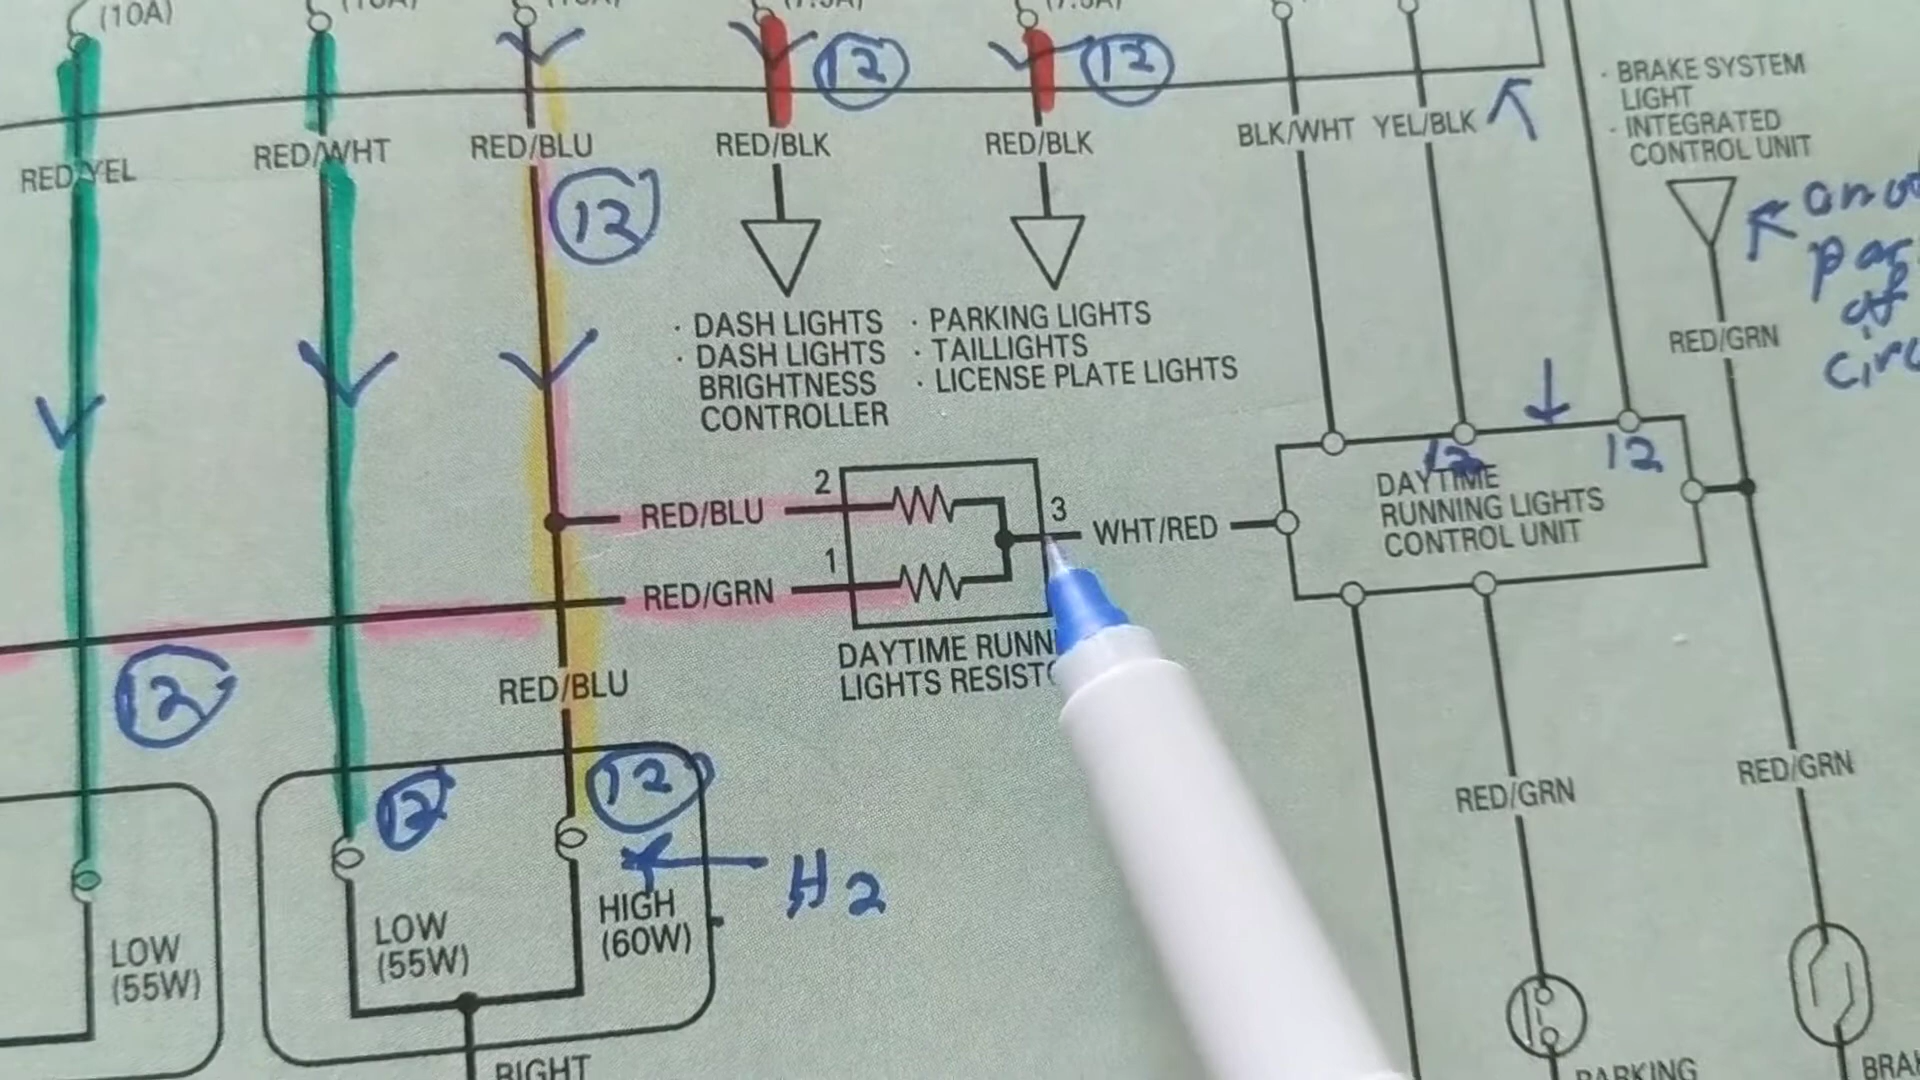 (10A)
RED/YEL
RED/WHT
RED/BLU
RED/BLK
RED/BLK
BLK/WHT
YEL/BLK
· BRAKE SYSTEM
LIGHT
· INTEGRATED
CONTROL UNIT
12
12
12
par
of
RED/GRN
· DASH LIGHTS
· DASH LIGHTS
BRIGHTNESS
CONTROLLER
· PARKING LIGHTS
· TAILLIGHTS
· LICENSE PLATE LIGHTS
12
12
RED/BLU
2
RED/GRN
1
3
WHT/RED
DAYTIME
RUNNING LIGHTS
CONTROL UNIT
DAYTIME RUNN
LIGHTS RESIST
12
RED/BLU
12
12
H2
LOW
(55W)
LOW
(55W)
HIGH
(60W)
RIGHT
RED/GRN
RED/GRN
PARKING
BRA